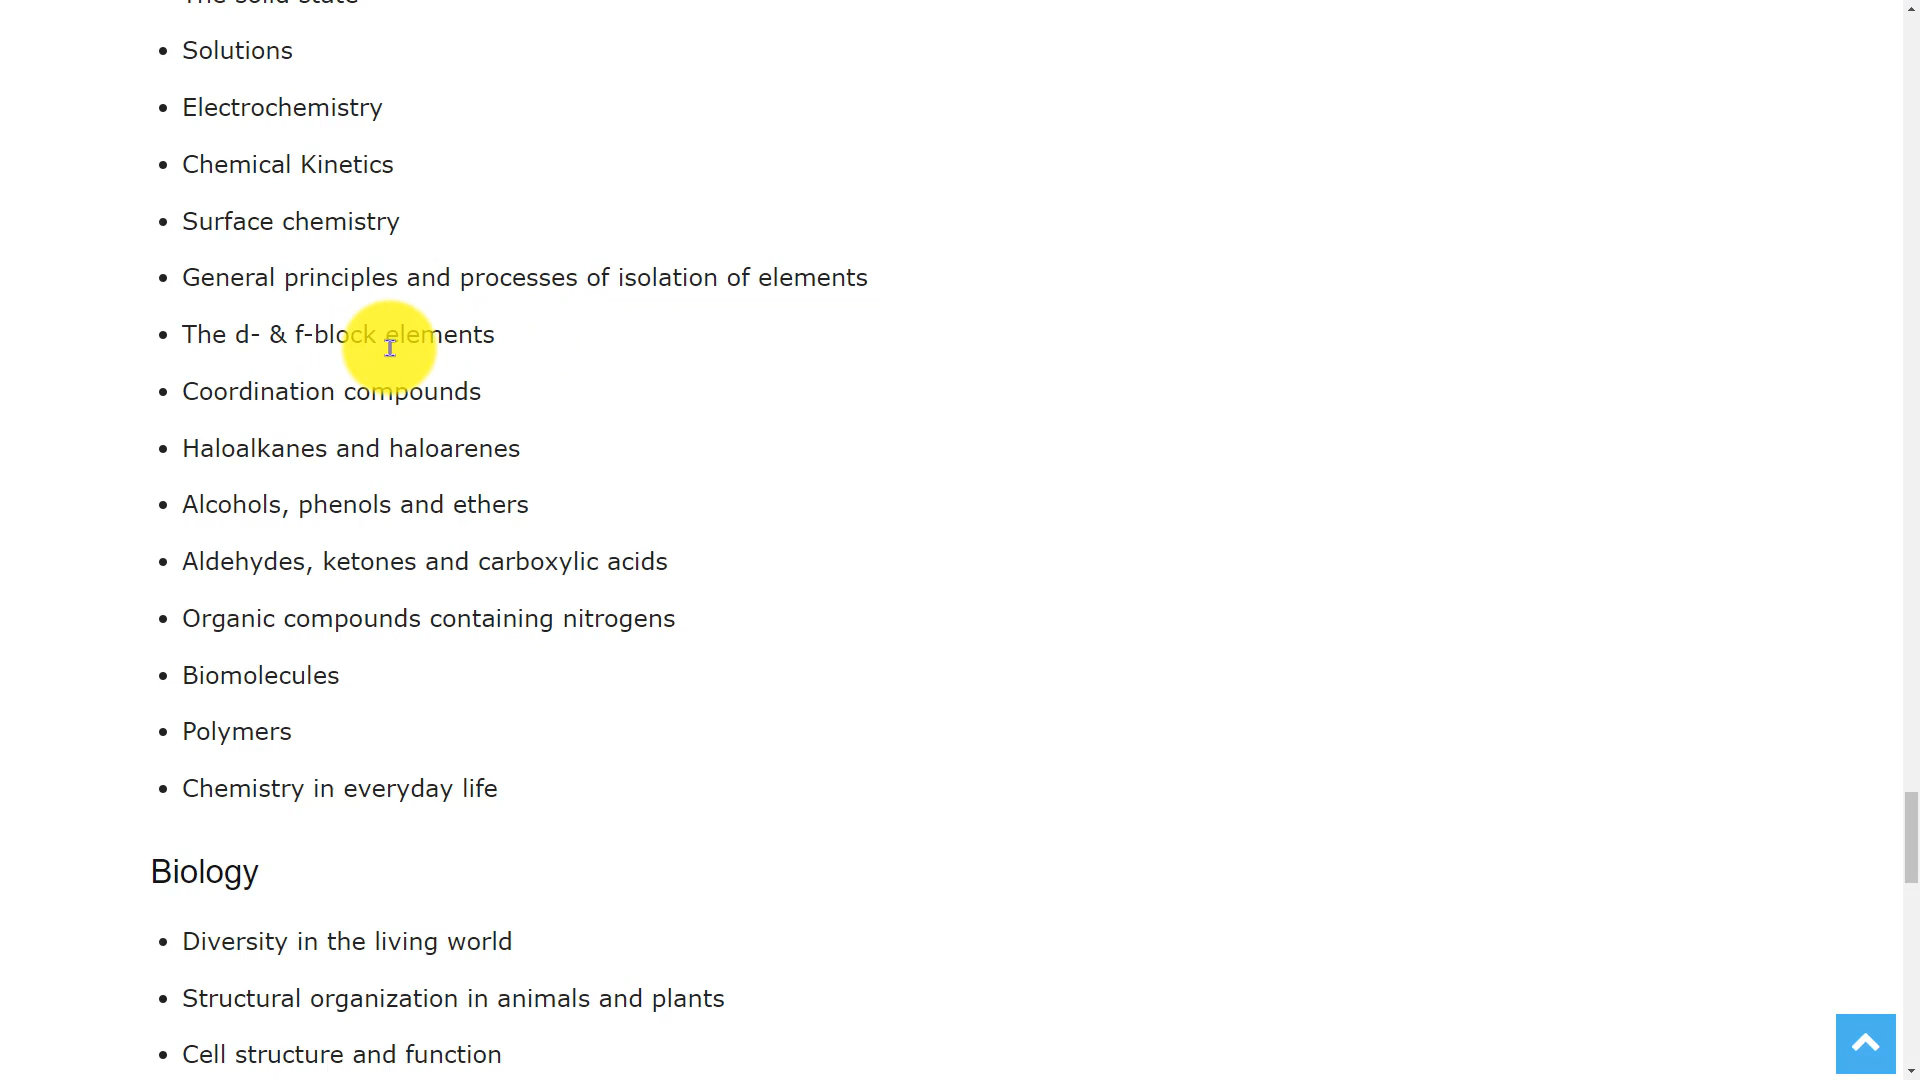 The solid state
Solutions
Electrochemistry
Chemical Kinetics
Surface chemistry
General principles and processes of isolation of elements
The d- & f-block elements
Coordination compounds
Haloalkanes and haloarenes
Alcohols, phenols and ethers
Aldehydes, ketones and carboxylic acids
Organic compounds containing nitrogens
Biomolecules
Polymers
Chemistry in everyday life
Biology
Diversity in the living world
Structural organization in animals and plants
Cell structure and function